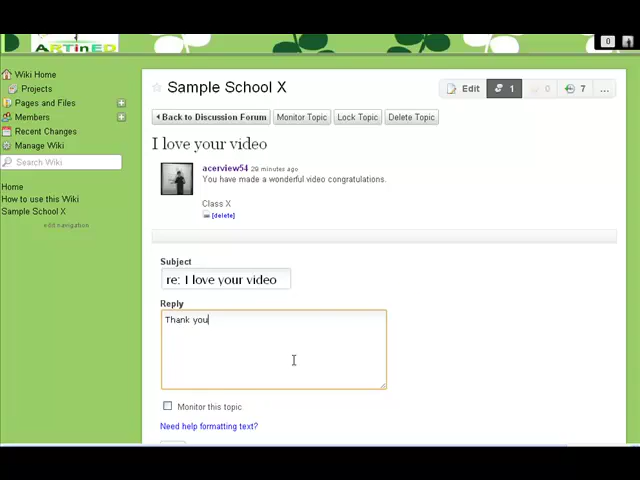 ARTinED
0
Wiki Home
Projects
Pages and Files
Members
Recent Changes
Manage Wiki
Search Wiki
Home
How to use this Wiki
Sample School X
edit navigation
Sample School X
Edit
1
0
7
...
Back to Discussion Forum
Monitor Topic
Lock Topic
Delete Topic
I love your video
acerview54 29 minutes ago
You have made a wonderful video congratulations.
Class X
[delete]
Subject
re: I love your video
Reply
Thank you
Monitor this topic
Need help formatting text?